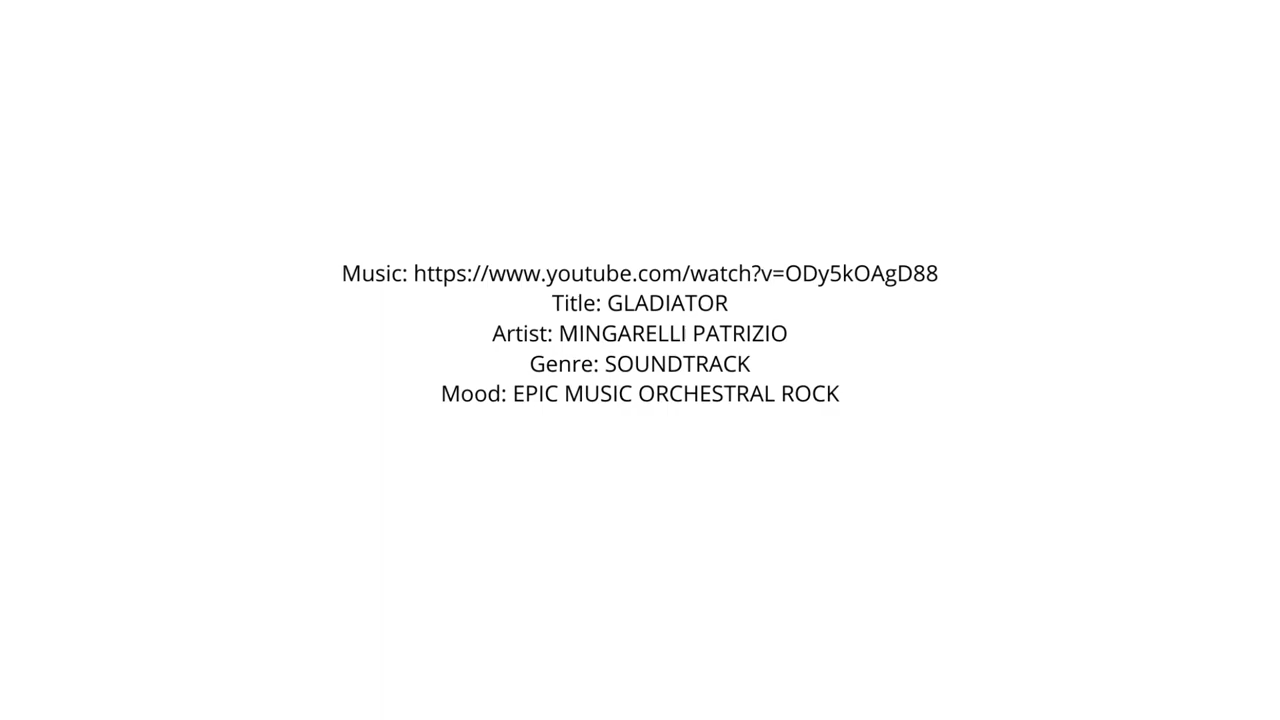 Music: https://www.youtube.com/watch?v=ODy5kOAgD88
Title: GLADIATOR
Artist: MINGARELLI PATRIZIO
Genre: SOUNDTRACK
Mood: EPIC MUSIC ORCHESTRAL ROCK